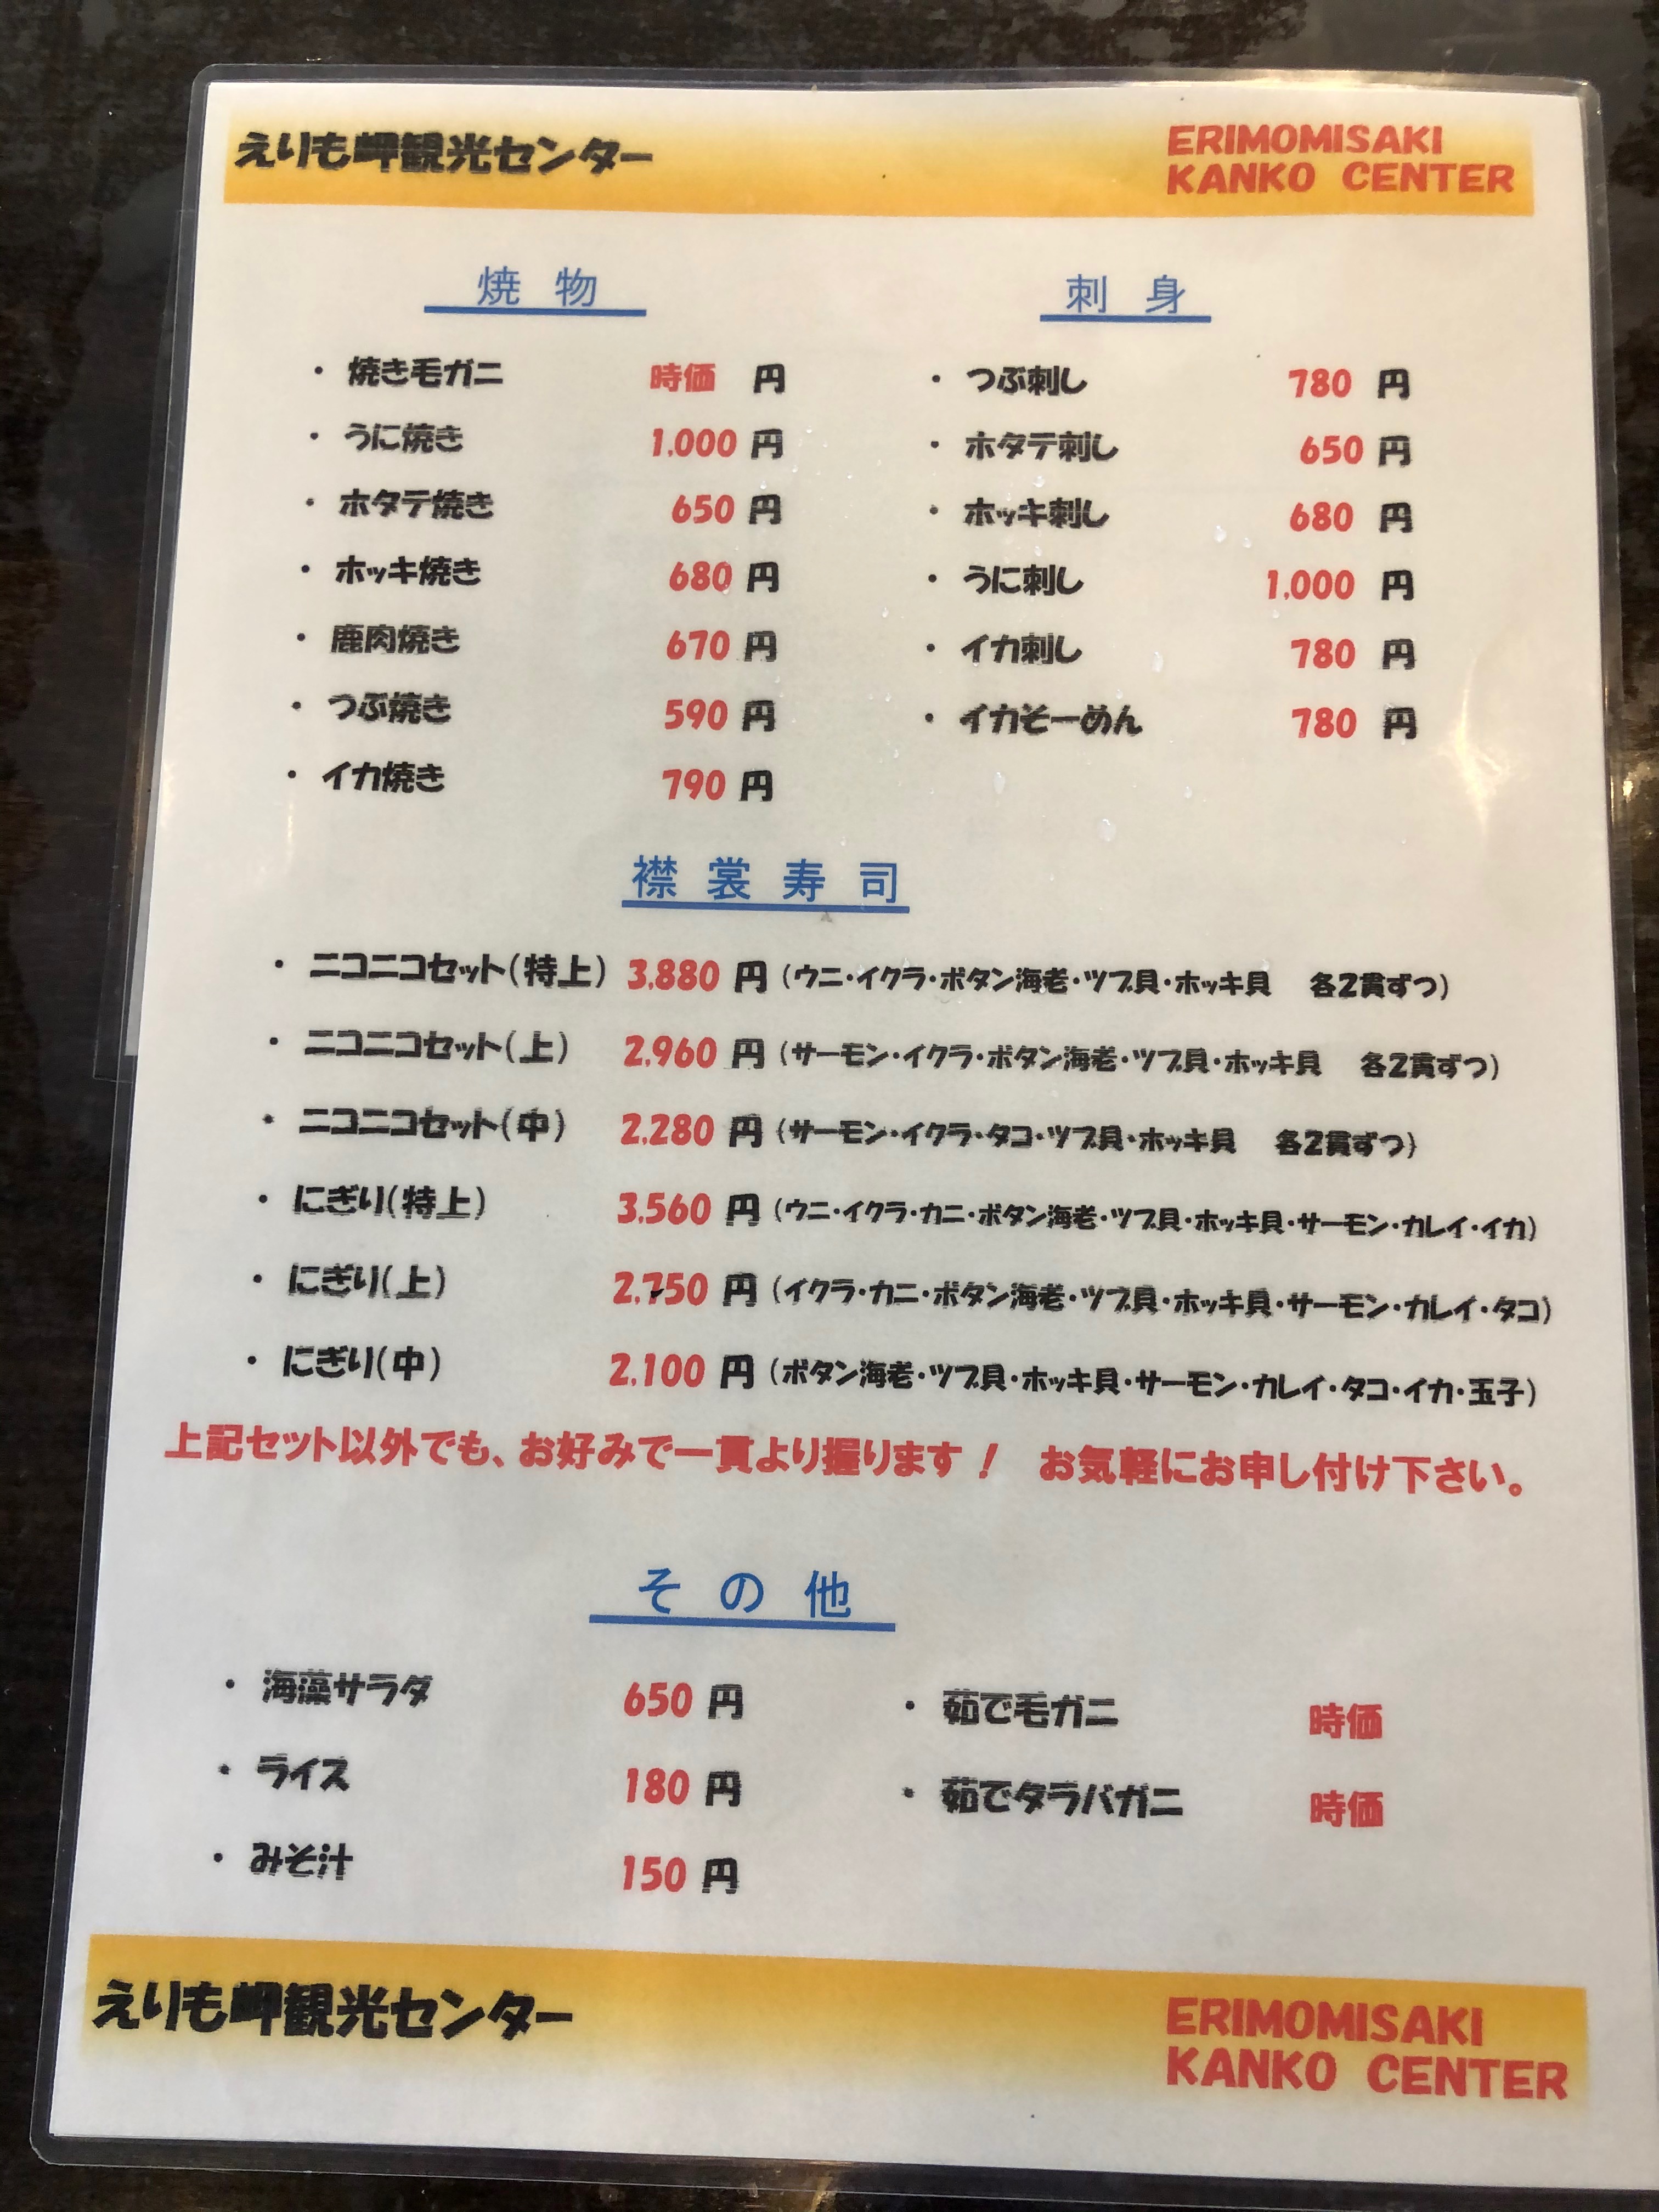 えりも岬観光センター
ERIMOMISAKI
KANKO CENTER
焼物
・ 焼き毛ガニ 時価 円
・ うに焼き 1,000 円
・ ホタテ焼き 650 円
・ ホッキ焼き 680 円
・ 鹿肉焼き 670 円
・ つぶ焼き 590 円
・ イカ焼き 790 円
刺身
・ つぶ刺し 780 円
・ ホタテ刺し 650 円
・ ホッキ刺し 680 円
・ うに刺し 1,000 円
・ イカ刺し 780 円
・ イカそーめん 780 円
襟裳寿司
・ ニコニコセット(特上) 3,880 円 (ウニ・イクラ・ボタン海老・ツブ貝・ホッキ貝 各2貫ずつ)
・ ニコニコセット(上) 2,960 円 (サーモン・イクラ・ボタン海老・ツブ貝・ホッキ貝 各2貫ずつ)
・ ニコニコセット(中) 2,280 円 (サーモン・イクラ・タコ・ツブ貝・ホッキ貝 各2貫ずつ)
・ にぎり(特上) 3,560 円 (ウニ・イクラ・カニ・ボタン海老・ツブ貝・ホッキ貝・サーモン・カレイ・イカ)
・ にぎり(上) 2,750 円 (イクラ・カニ・ボタン海老・ツブ貝・ホッキ貝・サーモン・カレイ・タコ)
・ にぎり(中) 2,100 円 (ボタン海老・ツブ貝・ホッキ貝・サーモン・カレイ・タコ・イカ・玉子)
上記セット以外でも、お好みで一貫より握ります！ お気軽にお申し付け下さい。
その他
・ 海藻サラダ 650 円
・ ライス 180 円
・ みそ汁 150 円
・ 茹で毛ガニ 時価
・ 茹でタラバガニ 時価
えりも岬観光センター
ERIMOMISAKI
KANKO CENTER